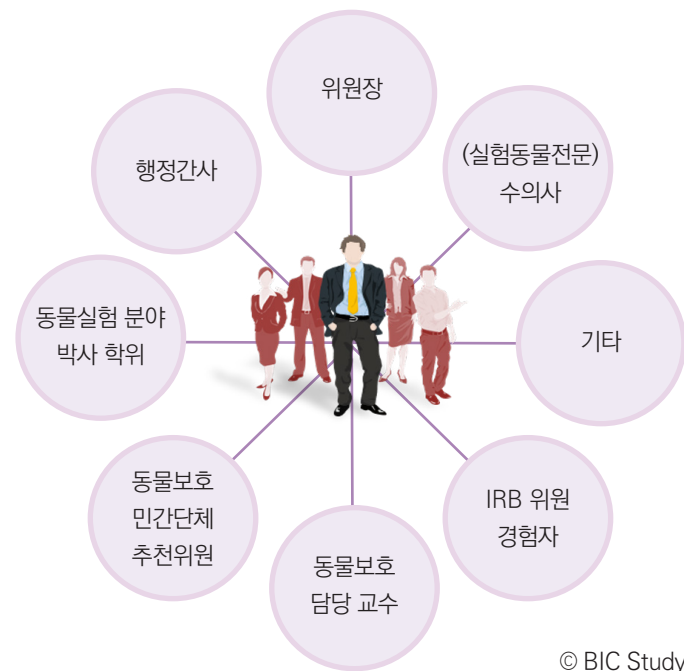 위원장
(실험동물전문)
수의사
기타
IRB 위원
경험자
동물보호
담당 교수
동물보호
민간단체
추천위원
동물실험 분야
박사 학위
행정간사
© BIC Study